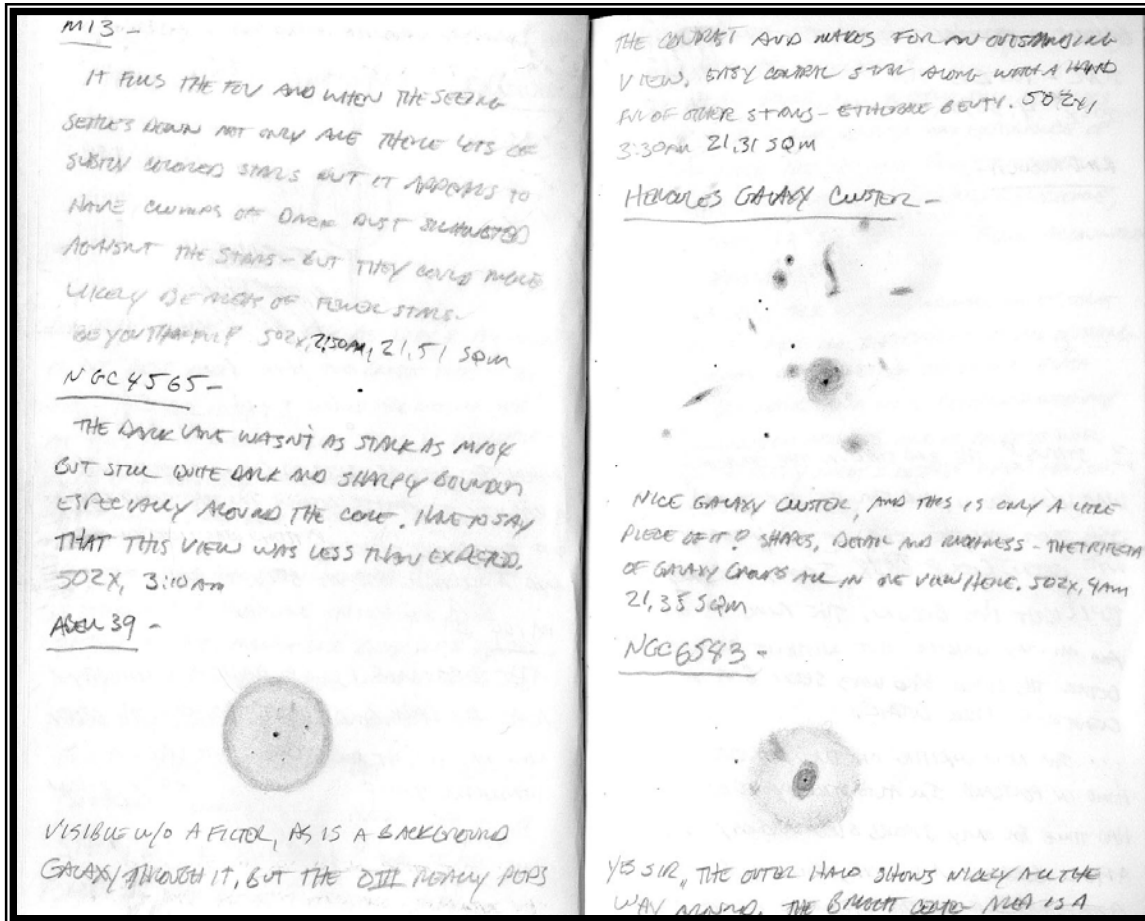 M13 -
IT FILLS THE FOV AND WHEN THE SEEING
SETTLES DOWN NOT ONLY ARE THERE LOTS OF
COLORED STARS BUT IT APPEARS TO
HAVE CLUMPS OF DARK DUST SILHOUETTED
AGAINST THE STARS - BUT THEY COULD MORE
LIKELY BE AREAS OF FEWER STARS.
502X, 2:50AM, 21.51 SQM
NGC 4565 -
THE DARK LANE WASN'T AS STARK AS M104
BUT STILL QUITE DARK AND SHARPLY BOUNDED
ESPECIALLY AROUND THE CORE. HAVE TO SAY
THAT THIS VIEW WAS LESS THAN EXPECTED.
502X, 3:10AM
ABELL 39 -
VISIBLE W/O A FILTER, AS IS A BACKGROUND
GALAXY THROUGH IT, BUT THE OIII REALLY POPS
THE CONTRAST AND MAKES FOR AN OUTSTANDING
VIEW. EASY CENTRAL STAR ALONG WITH A HAND
FUL OF OTHER STARS - BEUTY. 502X,
3:30AM 21.31 SQM
HERCULES GALAXY CLUSTER -
NICE GALAXY CLUSTER, AND THIS IS ONLY A LITTLE
PIECE OF IT! SHAPES, DETAIL AND RICHNESS - THE TRIFECTA
OF GALAXY GROUPS ALL IN ONE VIEW HERE. 502X, 4AM
21.35 SQM
NGC 6543 -
YES SIR, THE OUTER HALO SHOWS NICELY ALL THE
WAY AROUND. THE BRIGHT CENTER AREA IS A